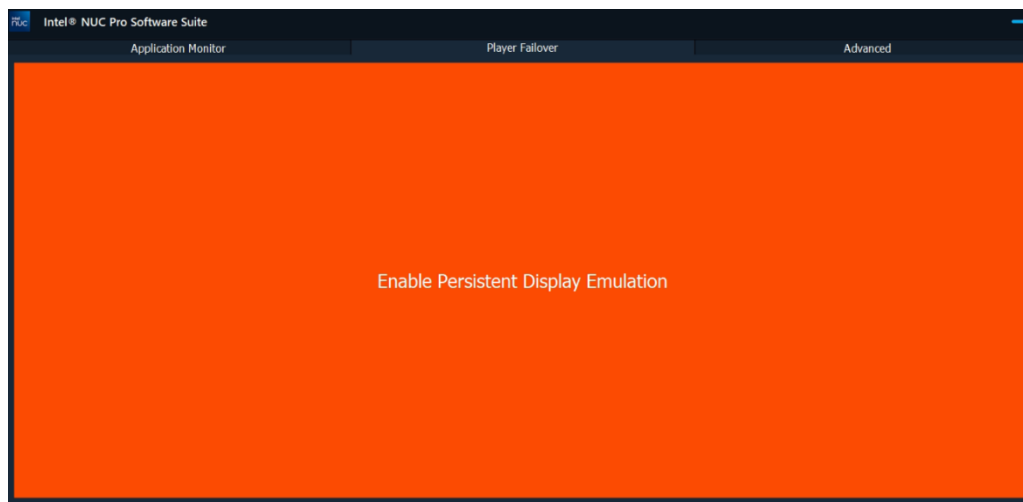 nuc Intel® NUC Pro Software Suite
Application Monitor Player Failover Advanced
Enable Persistent Display Emulation